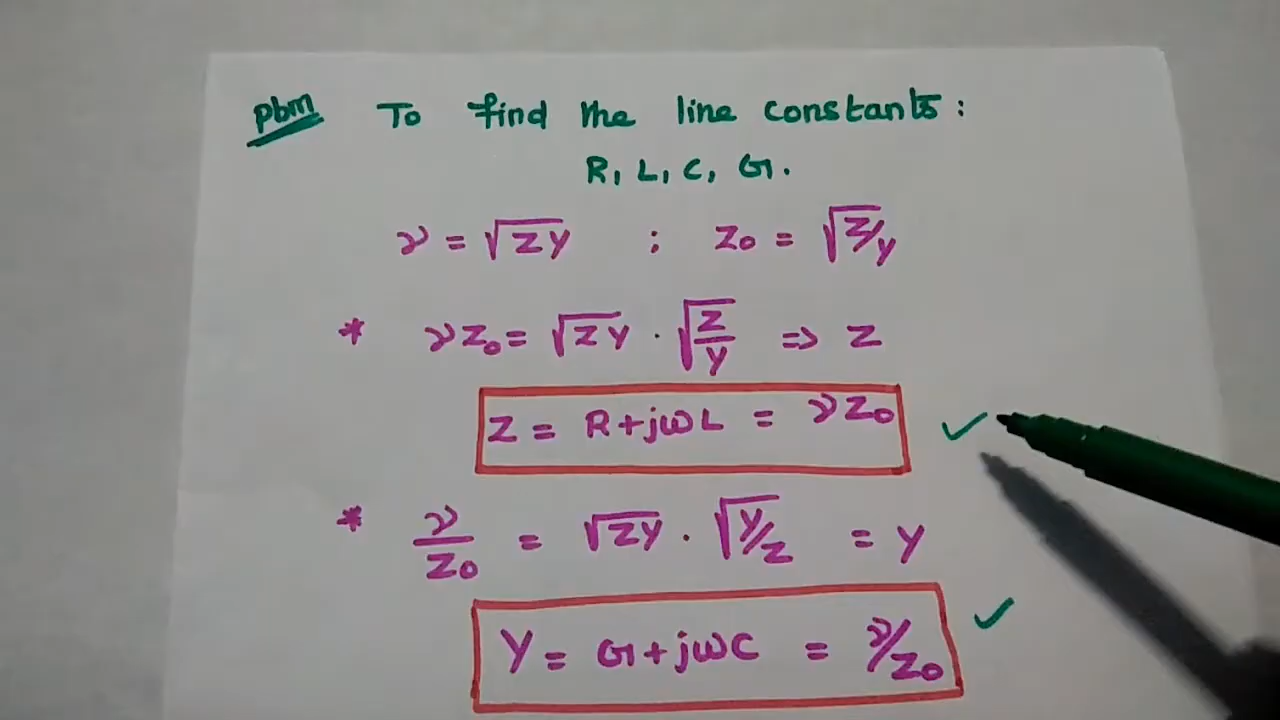 Pbm To find the line constants:
R, L, C, G.
γ = √ZY ; Z₀ = √Z/Y
* γZ₀ = √ZY · √Z/Y ⇒ Z
Z = R+jωL = γZ₀ ✓
* γ/Z₀ = √ZY · √Y/Z = Y
Y = G+jωC = γ/Z₀ ✓